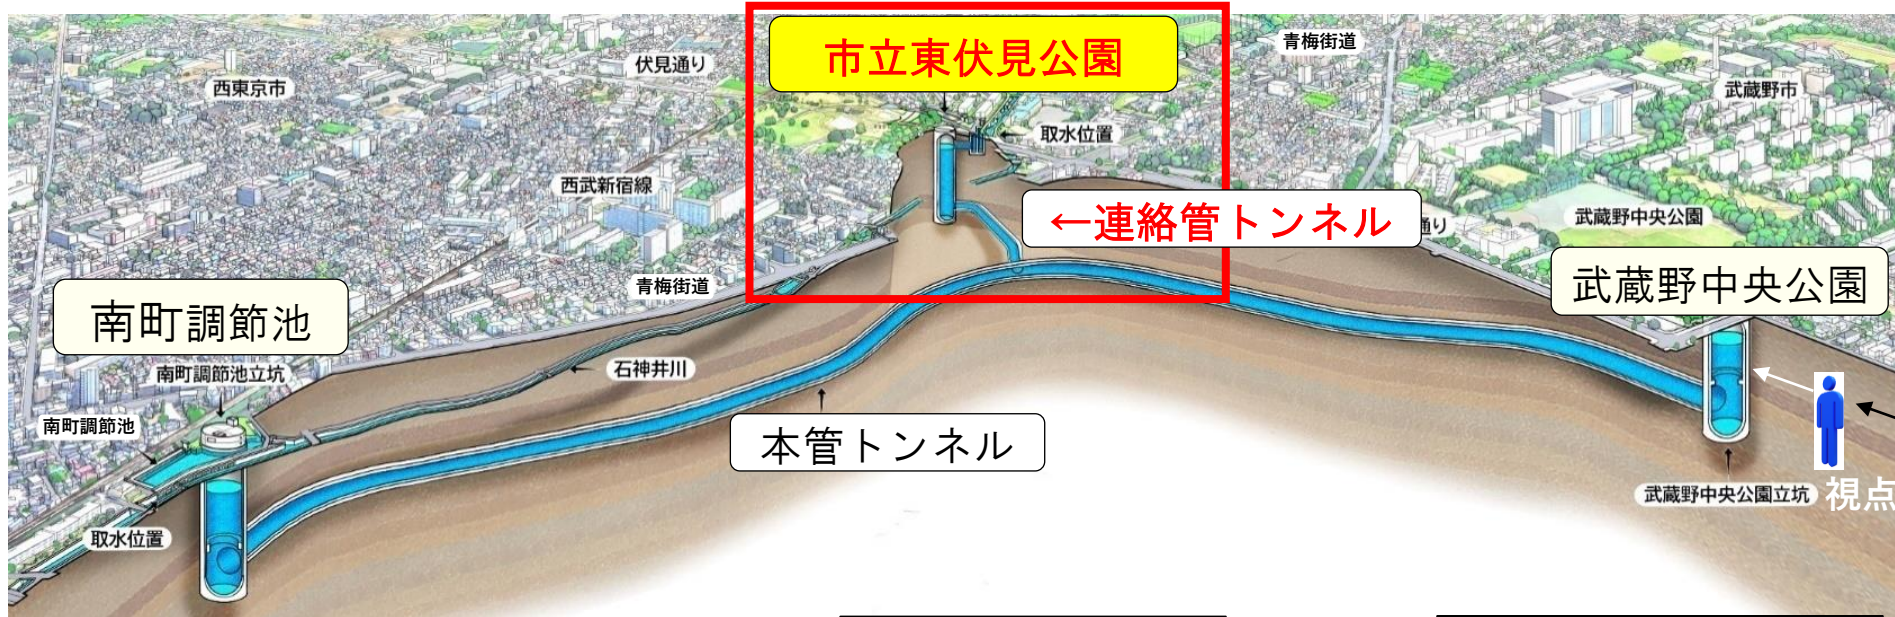 市立東伏見公園
青梅街道
伏見通り
西東京市
武蔵野市
取水位置
西武新宿線
←連絡管トンネル
通り
武蔵野中央公園
武蔵野中央公園
青梅街道
南町調節池
石神井川
南町調節池立坑
南町調節池
本管トンネル
武蔵野中央公園立坑
視点
取水位置